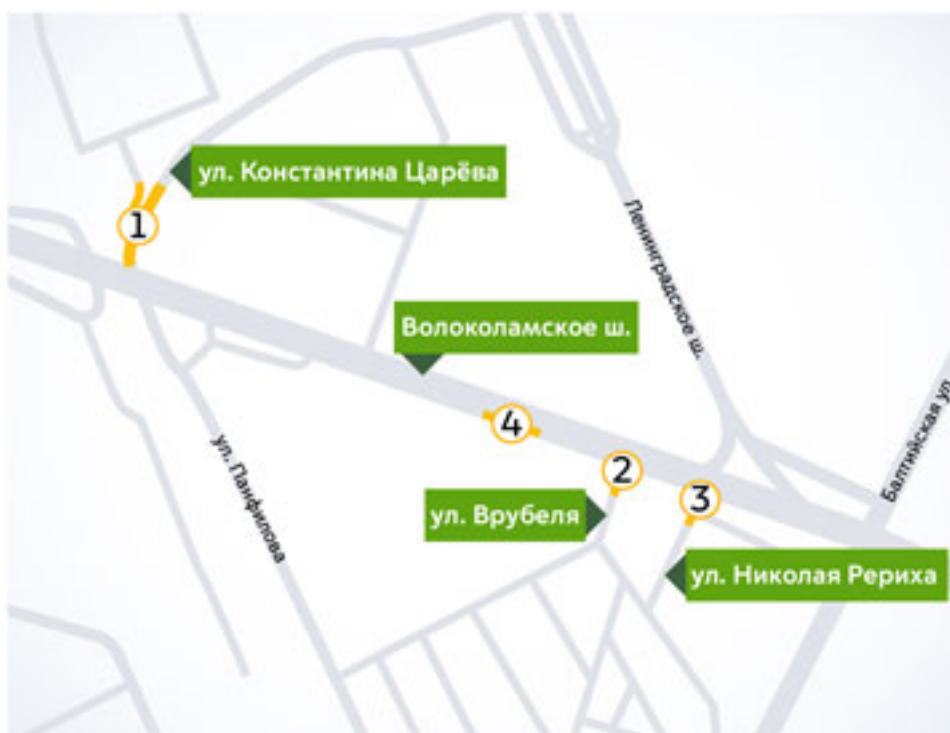 ул. Константина Царёва
1
Ленинградское ш.
Волоколамское ш.
Балтийская ул.
4
2
ул. Панфилова
3
ул. Врубеля
ул. Николая Рериха